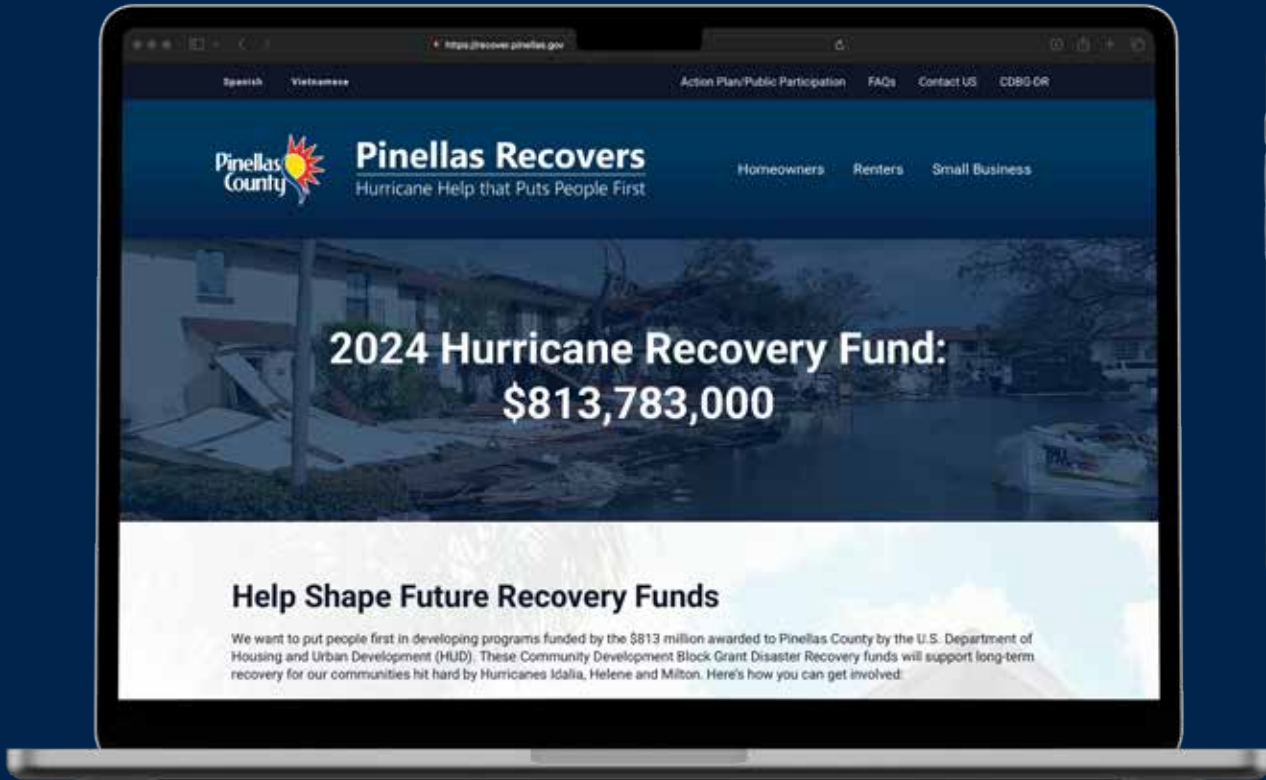 https://recover.pinellas.gov
Spanish Vietnamese Action Plan/Public Participation FAQs Contact US CDBG-DR
Pinellas County
Pinellas Recovers
Hurricane Help that Puts People First
Homeowners Renters Small Business
2024 Hurricane Recovery Fund:
$813,783,000
Help Shape Future Recovery Funds
We want to put people first in developing programs funded by the $813 million awarded to Pinellas County by the U.S. Department of
Housing and Urban Development (HUD). These Community Development Block Grant Disaster Recovery funds will support long-term
recovery for our communities hit hard by Hurricanes Idalia, Helene and Milton. Here's how you can get involved: